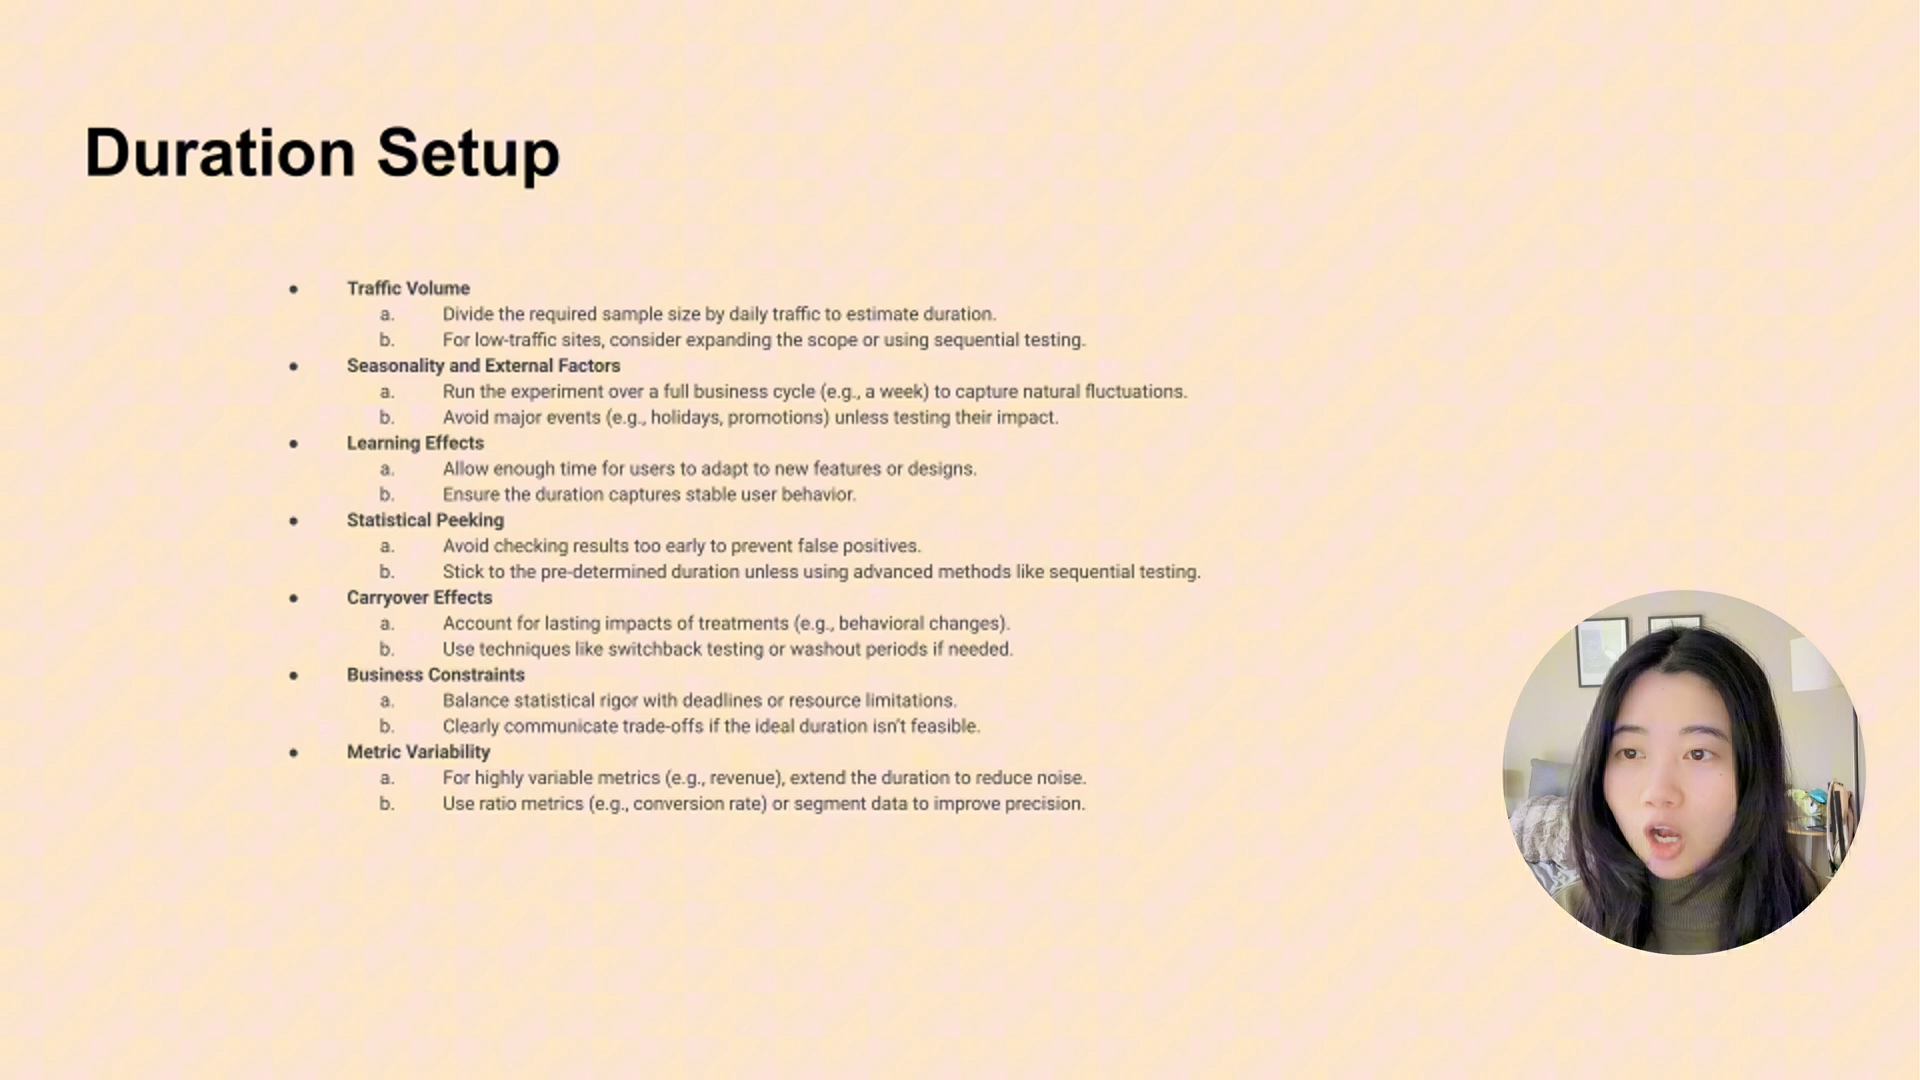 Duration Setup
● Traffic Volume
a. Divide the required sample size by daily traffic to estimate duration.
b. For low-traffic sites, consider expanding the scope or using sequential testing.
● Seasonality and External Factors
a. Run the experiment over a full business cycle (e.g., a week) to capture natural fluctuations.
b. Avoid major events (e.g., holidays, promotions) unless testing their impact.
● Learning Effects
a. Allow enough time for users to adapt to new features or designs.
b. Ensure the duration captures stable user behavior.
● Statistical Peeking
a. Avoid checking results too early to prevent false positives.
b. Stick to the pre-determined duration unless using advanced methods like sequential testing.
● Carryover Effects
a. Account for lasting impacts of treatments (e.g., behavioral changes).
b. Use techniques like switchback testing or washout periods if needed.
● Business Constraints
a. Balance statistical rigor with deadlines or resource limitations.
b. Clearly communicate trade-offs if the ideal duration isn't feasible.
● Metric Variability
a. For highly variable metrics (e.g., revenue), extend the duration to reduce noise.
b. Use ratio metrics (e.g., conversion rate) or segment data to improve precision.